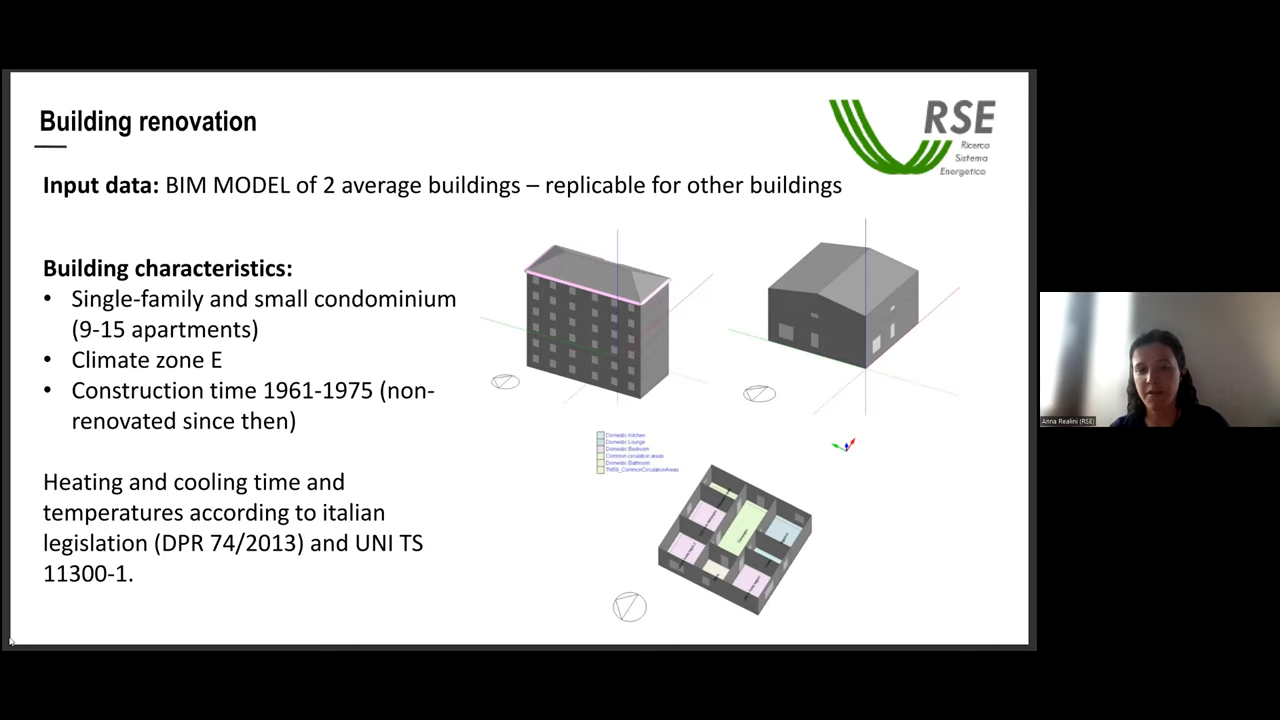 Building renovation
RSE
Ricerca
Sistema
Energetico
Input data: BIM MODEL of 2 average buildings – replicable for other buildings
Building characteristics:
• Single-family and small condominium
(9-15 apartments)
• Climate zone E
• Construction time 1961-1975 (non-
renovated since then)
Heating and cooling time and
temperatures according to italian
legislation (DPR 74/2013) and UNI TS
11300-1.
Domestic Kitchen
Domestic Lounge
Domestic Bedroom
Common circulation areas
Domestic Bathroom
TM59_CommonCirculationAreas
Anna Realini (RSE)